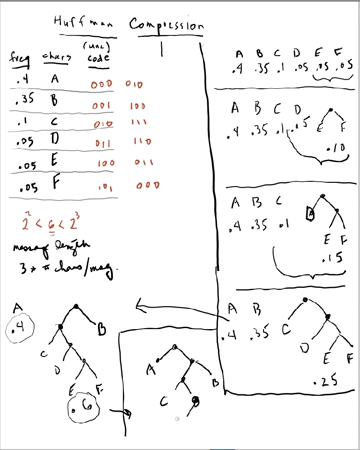 Huffman Compression
freq chars (unc) code
.4 A 000 010
.35 B 001 100
.1 C 010 111
.05 D 011 110
.05 E 100 011
.05 F 101 000
2² < 6 < 2³
message length
3 * # chars/msg.
A B C D E F
.4 .35 .1 .05 .05 .05
A B C D
E F
.4 .35 .1 .05
.10
A B C
D
.4 .35 .1
E F
.15
A B
C
.4 .35
D
E F
.25
A
.4
B
C
D
E F
.6
A
B
C